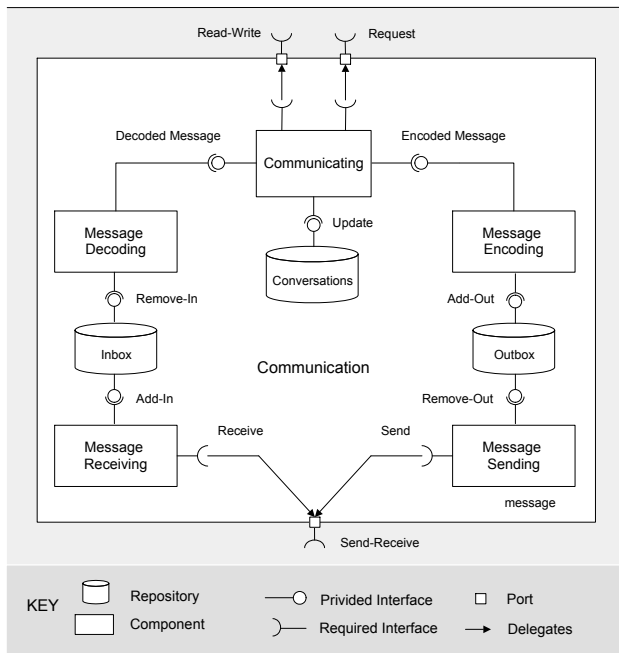 Read-Write
Request
Decoded Message
Encoded Message
Communicating
Message
Decoding
Update
Message
Encoding
Conversations
Remove-In
Add-Out
Inbox
Outbox
Communication
Add-In
Remove-Out
Message
Receiving
Receive
Send
Message
Sending
message
Send-Receive
KEY
Repository
Privided Interface
Port
Component
Required Interface
Delegates